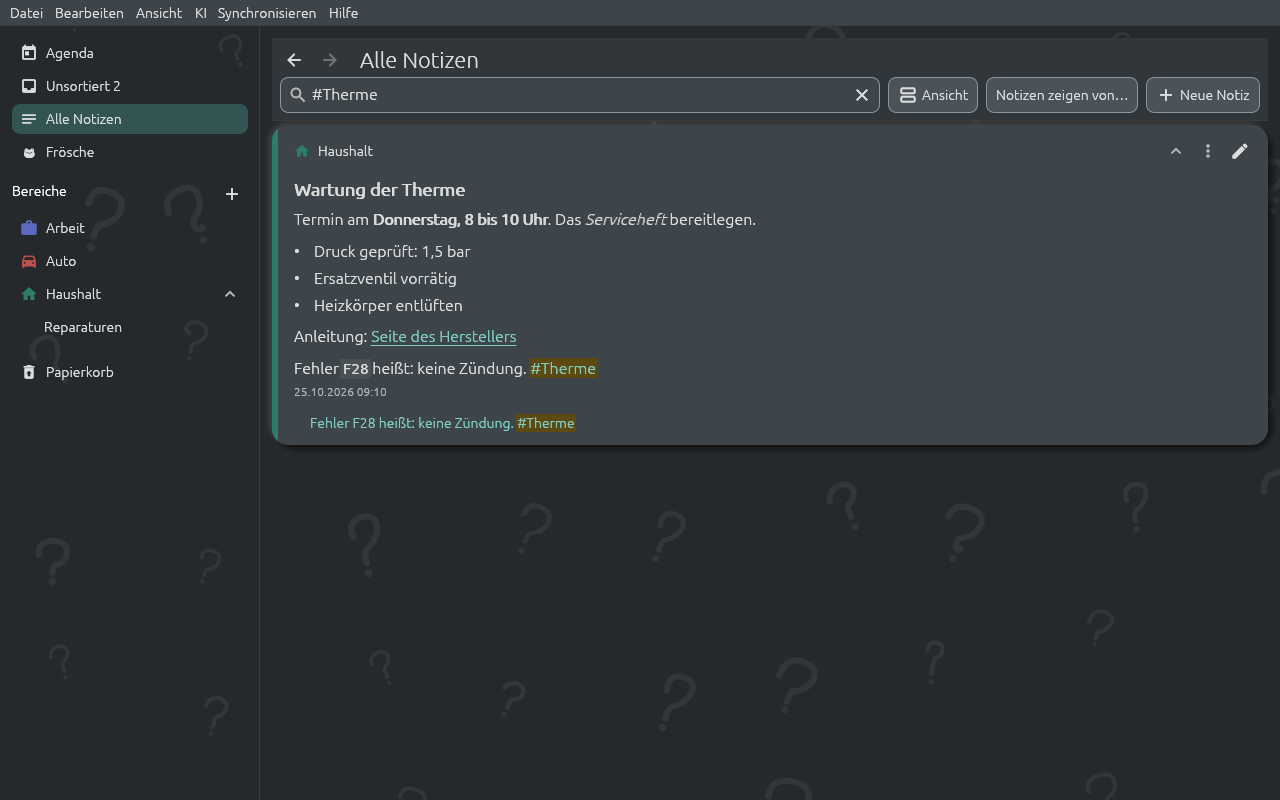 Datei Bearbeiten Ansicht KI Synchronisieren Hilfe
Agenda
Unsortiert 2
Alle Notizen
Frösche
Bereiche
Arbeit
Auto
Haushalt
Reparaturen
Papierkorb
Alle Notizen
#Therme
Ansicht
Notizen zeigen von...
Neue Notiz
Haushalt
Wartung der Therme
Termin am Donnerstag, 8 bis 10 Uhr. Das Serviceheft bereitlegen.
• Druck geprüft: 1,5 bar
• Ersatzventil vorrätig
• Heizkörper entlüften
Anleitung: Seite des Herstellers
Fehler F28 heißt: keine Zündung. #Therme
25.10.2026 09:10
Fehler F28 heißt: keine Zündung. #Therme